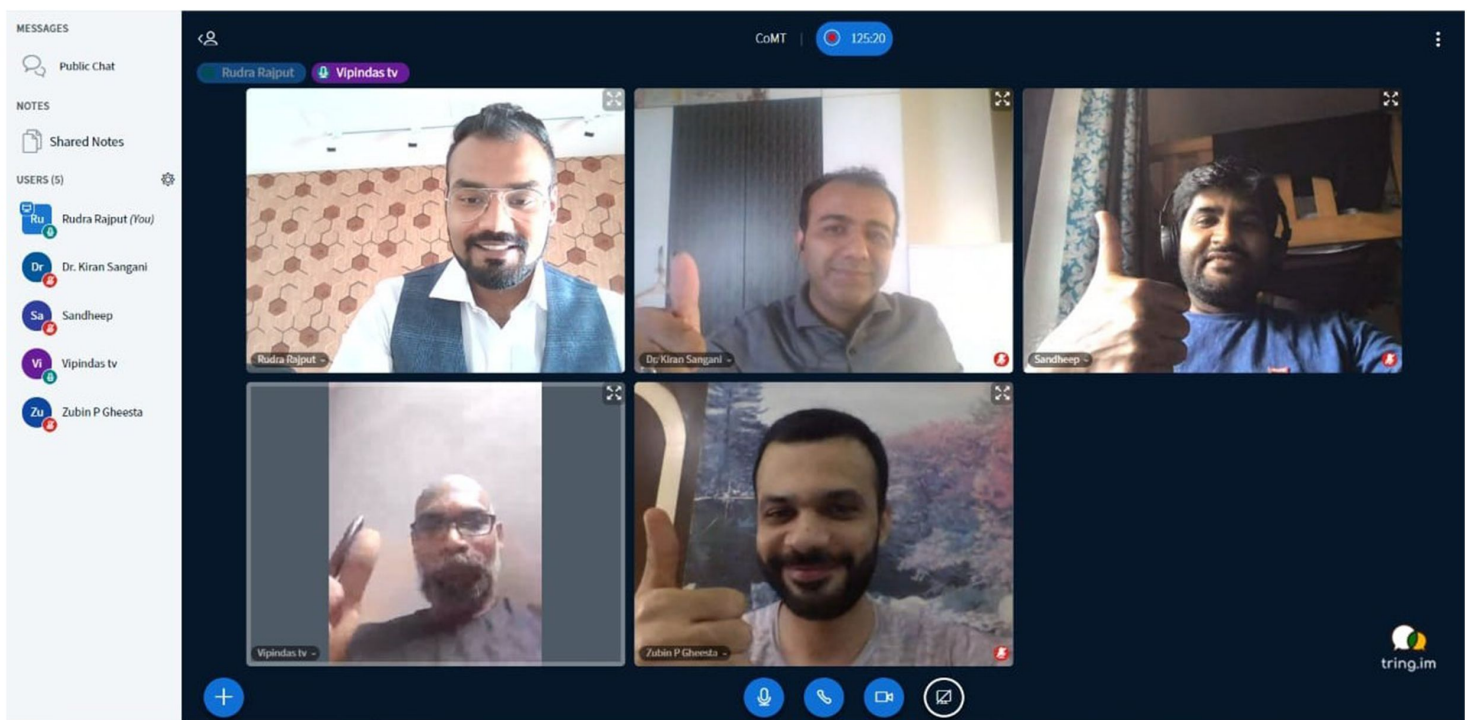 MESSAGES
Public Chat
NOTES
Shared Notes
USERS (5)
Ru Rudra Rajput (You)
Dr Dr. Kiran Sangani
Sa Sandheep
Vi Vipindas tv
Zu Zubin P Gheesta
CoMT | 125:20
Rudra Rajput Vipindas tv
Rudra Rajput
Dr. Kiran Sangani
Sandheep
Vipindas tv
Zubin P Gheesta
tring.im